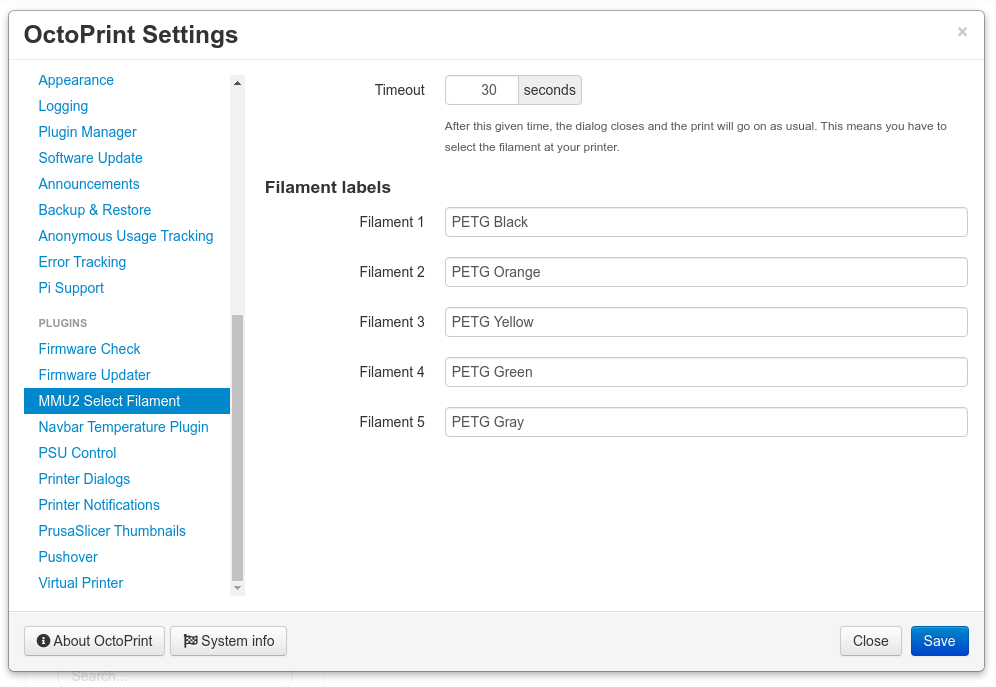 OctoPrint Settings
×
Appearance
Logging
Plugin Manager
Software Update
Announcements
Backup & Restore
Anonymous Usage Tracking
Error Tracking
Pi Support
PLUGINS
Firmware Check
Firmware Updater
MMU2 Select Filament
Navbar Temperature Plugin
PSU Control
Printer Dialogs
Printer Notifications
PrusaSlicer Thumbnails
Pushover
Virtual Printer
Timeout 30 seconds
After this given time, the dialog closes and the print will go on as usual. This means you have to
select the filament at your printer.
Filament labels
Filament 1 PETG Black
Filament 2 PETG Orange
Filament 3 PETG Yellow
Filament 4 PETG Green
Filament 5 PETG Gray
About OctoPrint System info Close Save
Search...